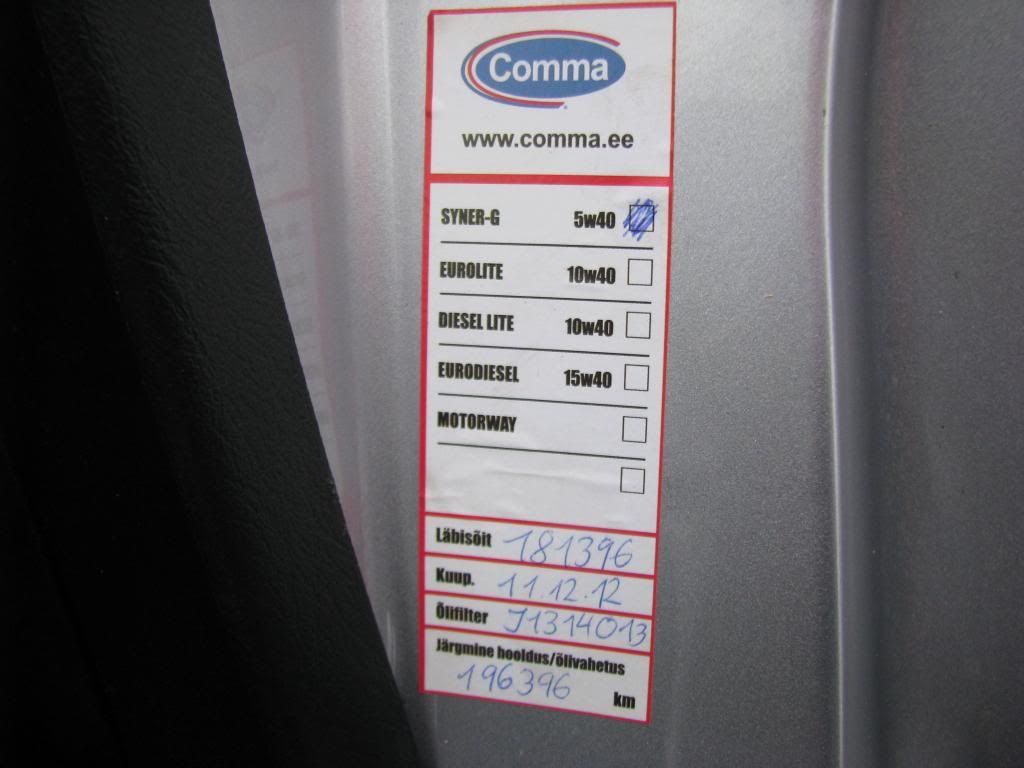 Comma
www.comma.ee
SYNER-G 5w40
EUROLITE 10w40
DIESEL LITE 10w40
EURODIESEL 15w40
MOTORWAY
Läbisõit 181396
Kuup. 11.12.12
Õlifilter J1314013
Järgmine hooldus/õlivahetus
196396 km